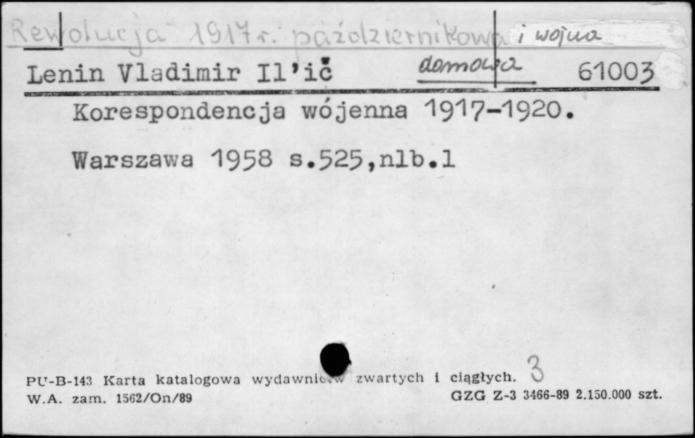 Rewolucja 1917 r. październikowa i wojna
domowa
Lenin Vladimir Il'ič 61003
Korespondencja wójenna 1917-1920.
Warszawa 1958 s.525,nlb.1
3
PU-B-143 Karta katalogowa wydawnictw zwartych i ciągłych.
W.A. zam. 1562/On/89 GZG Z-3 3466-89 2.150.000 szt.